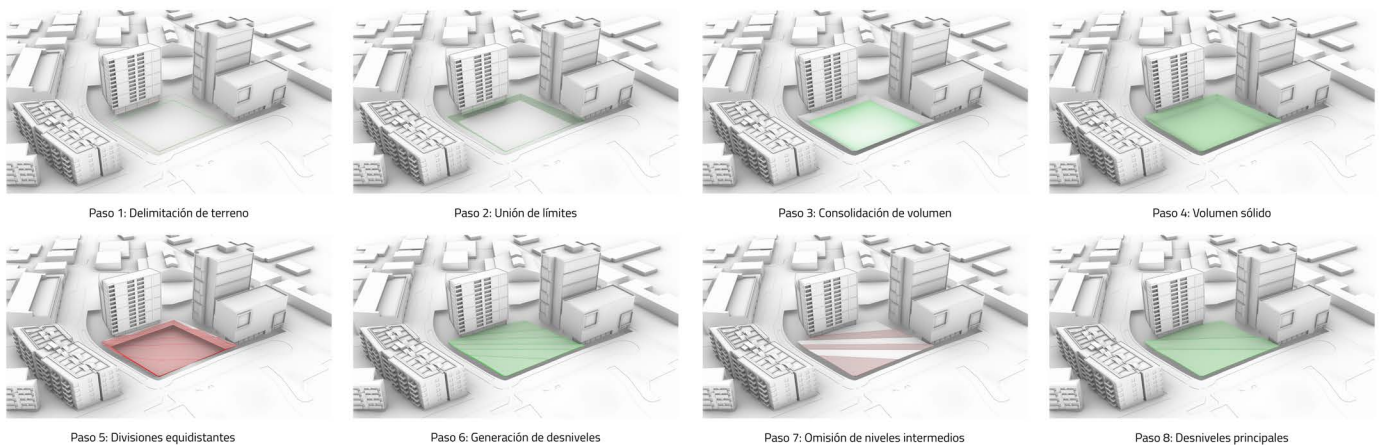 Paso 1: Delimitación de terreno
Paso 2: Unión de límites
Paso 3: Consolidación de volumen
Paso 4: Volumen sólido
Paso 5: Divisiones equidistantes
Paso 6: Generación de desniveles
Paso 7: Omisión de niveles intermedios
Paso 8: Desniveles principales